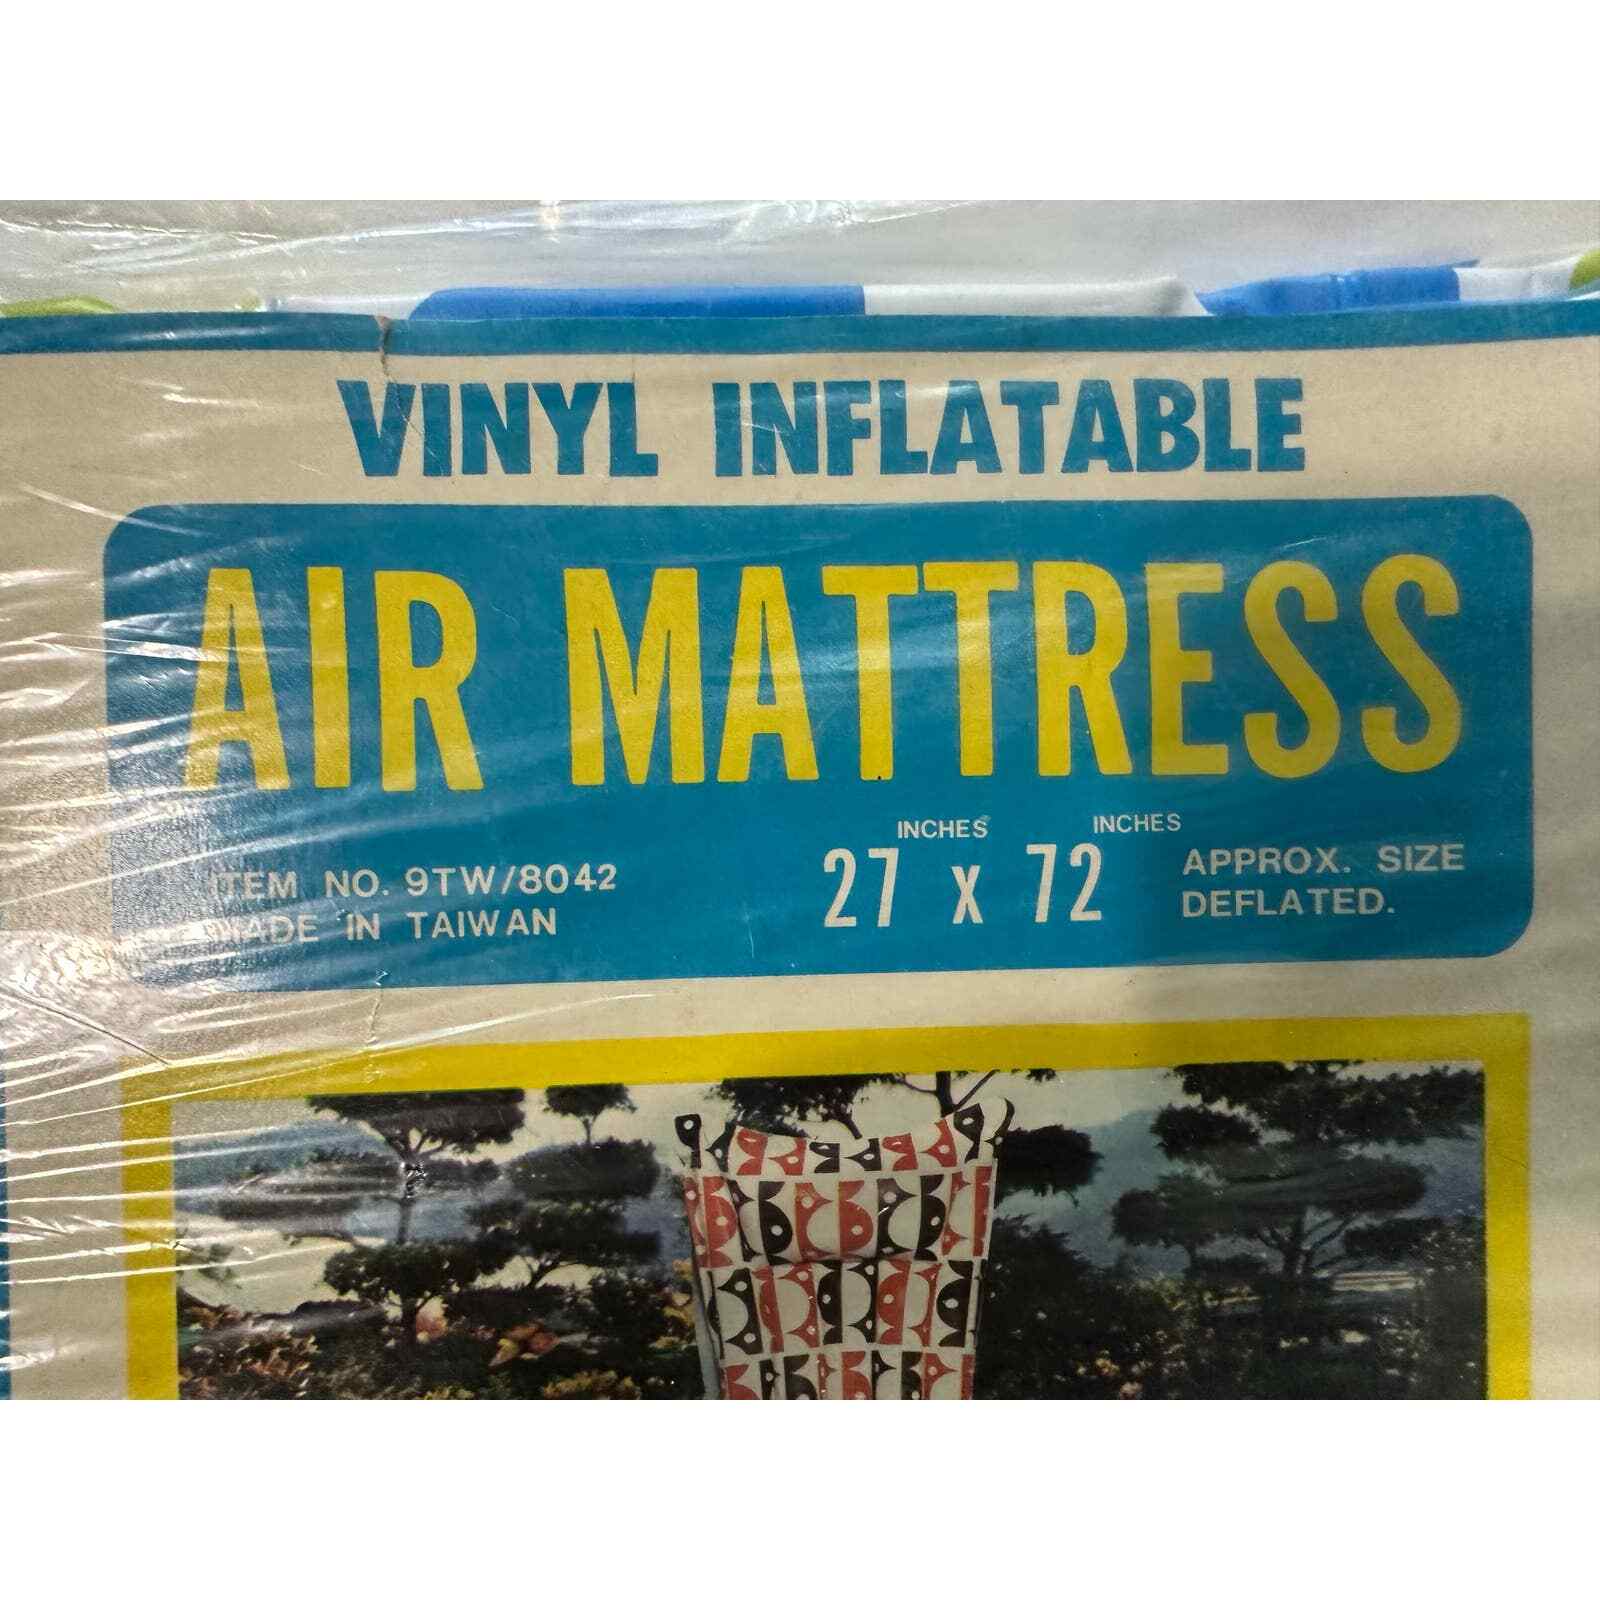 VINYL INFLATABLE
AIR MATTRESS
ITEM NO. 9TW/8042
MADE IN TAIWAN
INCHES INCHES
27 x 72
APPROX. SIZE
DEFLATED.